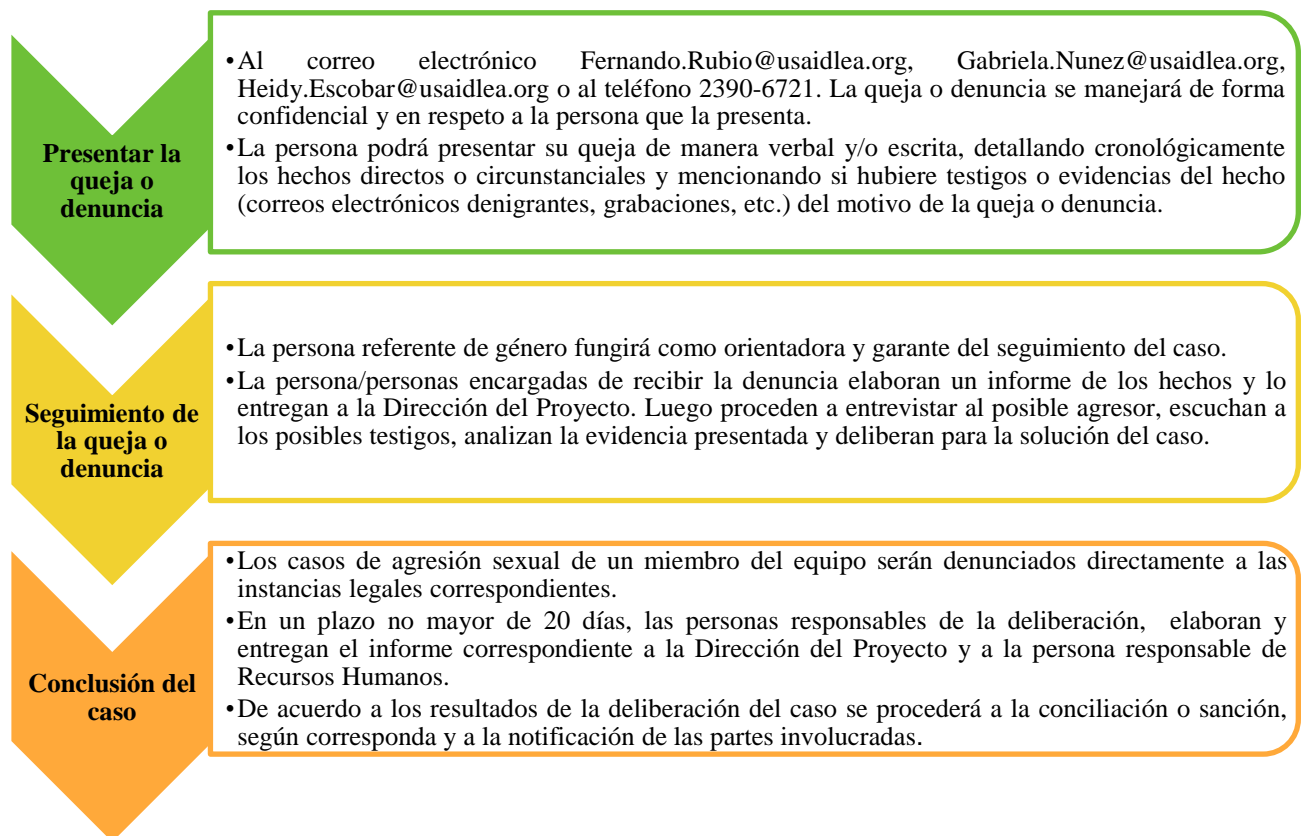 Presentar la
queja o
denuncia
•Al correo electrónico Fernando.Rubio@usaidlea.org, Gabriela.Nunez@usaidlea.org,
Heidy.Escobar@usaidlea.org o al teléfono 2390-6721. La queja o denuncia se manejará de forma
confidencial y en respeto a la persona que la presenta.
•La persona podrá presentar su queja de manera verbal y/o escrita, detallando cronológicamente
los hechos directos o circunstanciales y mencionando si hubiere testigos o evidencias del hecho
(correos electrónicos denigrantes, grabaciones, etc.) del motivo de la queja o denuncia.
Seguimiento de
la queja o
denuncia
•La persona referente de género fungirá como orientadora y garante del seguimiento del caso.
•La persona/personas encargadas de recibir la denuncia elaboran un informe de los hechos y lo
entregan a la Dirección del Proyecto. Luego proceden a entrevistar al posible agresor, escuchan a
los posibles testigos, analizan la evidencia presentada y deliberan para la solución del caso.
Conclusión del
caso
•Los casos de agresión sexual de un miembro del equipo serán denunciados directamente a las
instancias legales correspondientes.
•En un plazo no mayor de 20 días, las personas responsables de la deliberación, elaboran y
entregan el informe correspondiente a la Dirección del Proyecto y a la persona responsable de
Recursos Humanos.
•De acuerdo a los resultados de la deliberación del caso se procederá a la conciliación o sanción,
según corresponda y a la notificación de las partes involucradas.